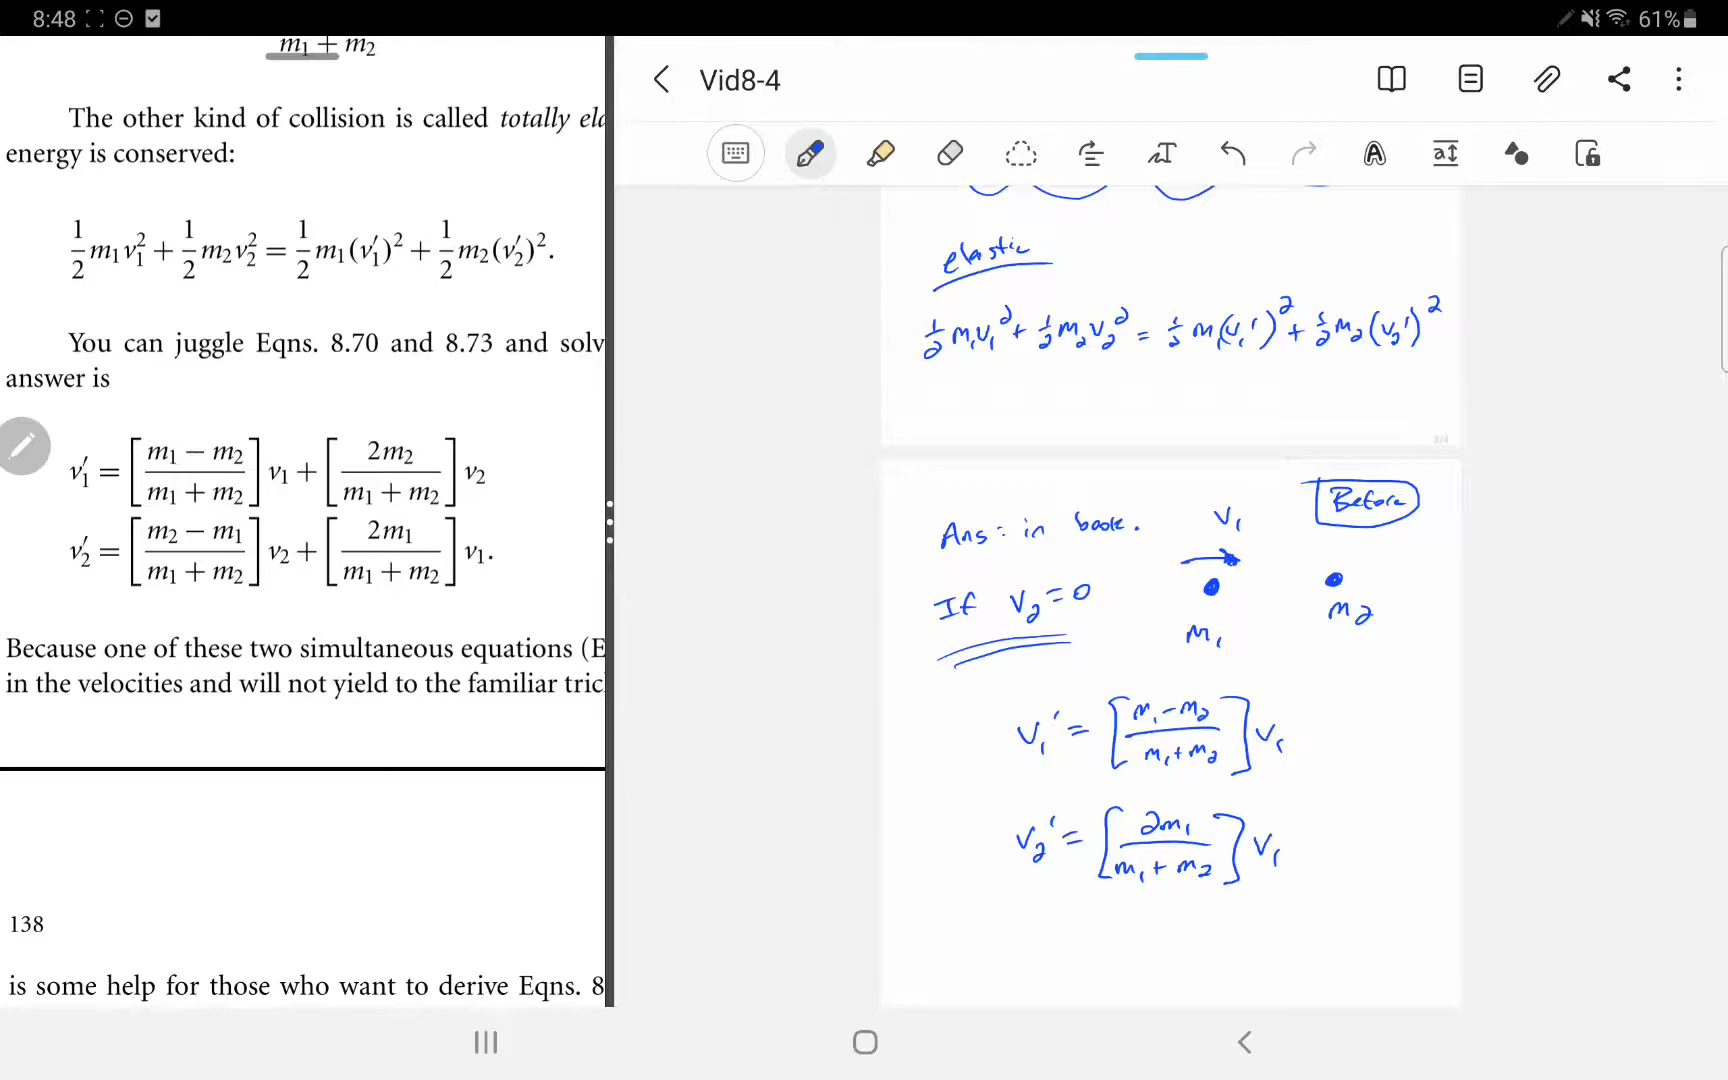 8:48
61%
m₁ + m₂
The other kind of collision is called totally ela
energy is conserved:
1/2 m₁v₁² + 1/2 m₂v₂² = 1/2 m₁(v₁′)² + 1/2 m₂(v₂′)².
You can juggle Eqns. 8.70 and 8.73 and solv
answer is
v₁′ = [(m₁ − m₂)/(m₁ + m₂)] v₁ + [2m₂/(m₁ + m₂)] v₂
v₂′ = [(m₂ − m₁)/(m₁ + m₂)] v₂ + [2m₁/(m₁ + m₂)] v₁.
Because one of these two simultaneous equations (E
in the velocities and will not yield to the familiar tric
138
is some help for those who want to derive Eqns. 8
Vid8-4
elastic
1/2 m₁v₁² + 1/2 m₂v₂² = 1/2 m₁(v₁′)² + 1/2 m₂(v₂′)²
3/4
Before
Ans: in book.
v₁
If v₂ = 0
m₁
m₂
v₁′ = [(m₁ − m₂)/(m₁ + m₂)] v₁
v₂′ = [2m₁/(m₁ + m₂)] v₁